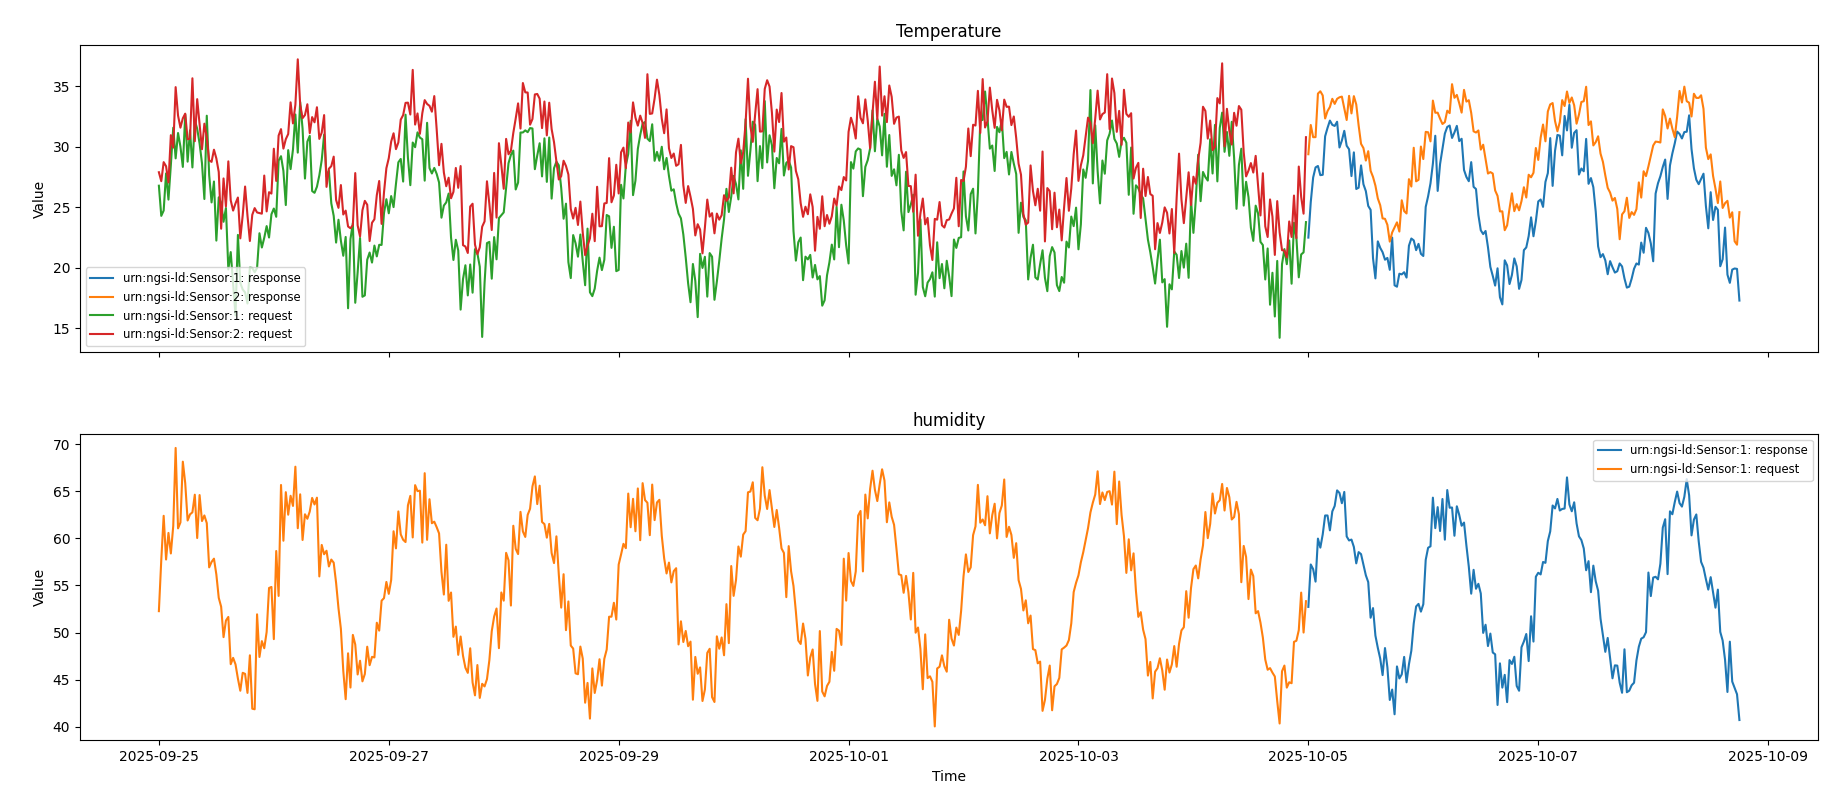 Temperature
35
30
25
20
15
Value
urn:ngsi-ld:Sensor:1: response
urn:ngsi-ld:Sensor:2: response
urn:ngsi-ld:Sensor:1: request
urn:ngsi-ld:Sensor:2: request
humidity
70
65
60
55
50
45
40
Value
urn:ngsi-ld:Sensor:1: response
urn:ngsi-ld:Sensor:1: request
2025-09-25 2025-09-27 2025-09-29 2025-10-01 2025-10-03 2025-10-05 2025-10-07 2025-10-09
Time